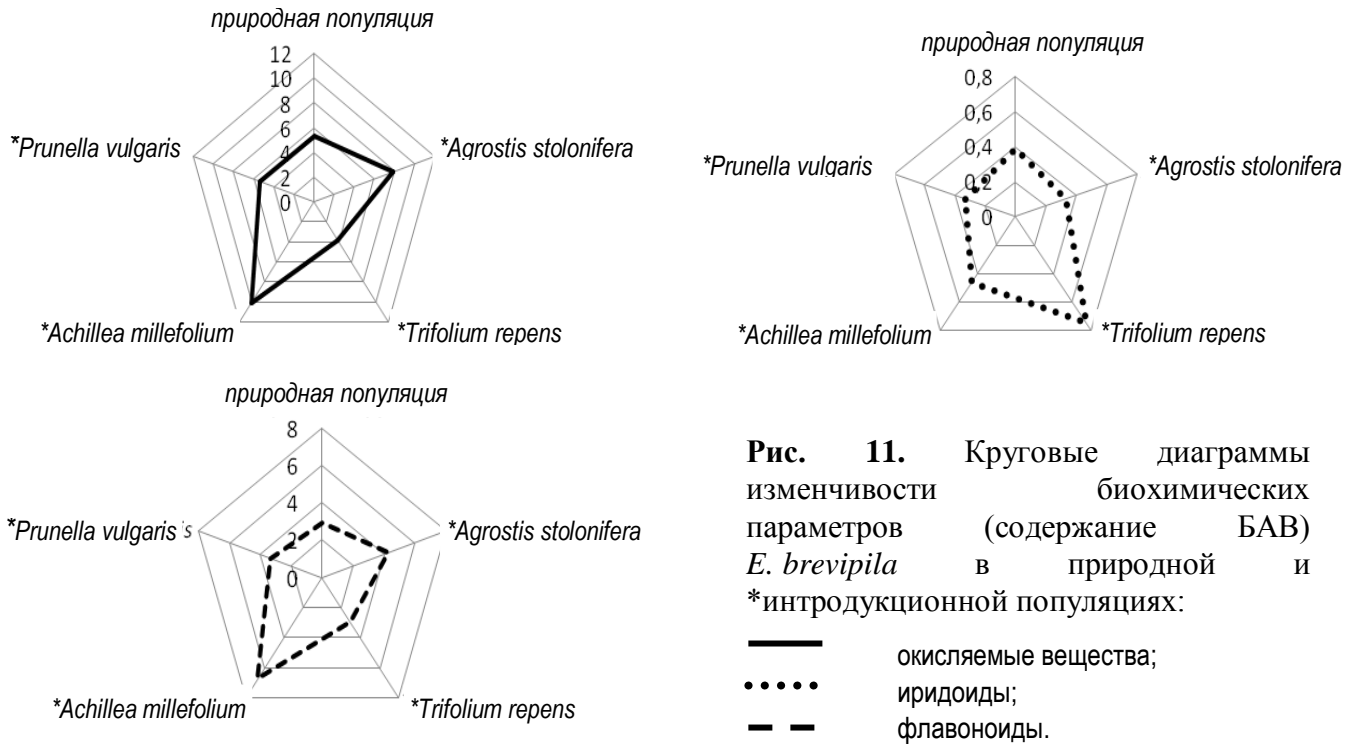 природная популяция
12
10
8
6
4
2
0
*Prunella vulgaris
*Agrostis stolonifera
*Achillea millefolium
*Trifolium repens
природная популяция
0,8
0,6
0,4
0,2
0
*Prunella vulgaris
*Agrostis stolonifera
*Achillea millefolium
*Trifolium repens
природная популяция
8
6
4
2
0
*Prunella vulgaris s
*Agrostis stolonifera
*Achillea millefolium
*Trifolium repens
Рис. 11. Круговые диаграммы
изменчивости биохимических
параметров (содержание БАВ)
E. brevipila в природной и
*интродукционной популяциях:
окисляемые вещества;
иридоиды;
флавоноиды.